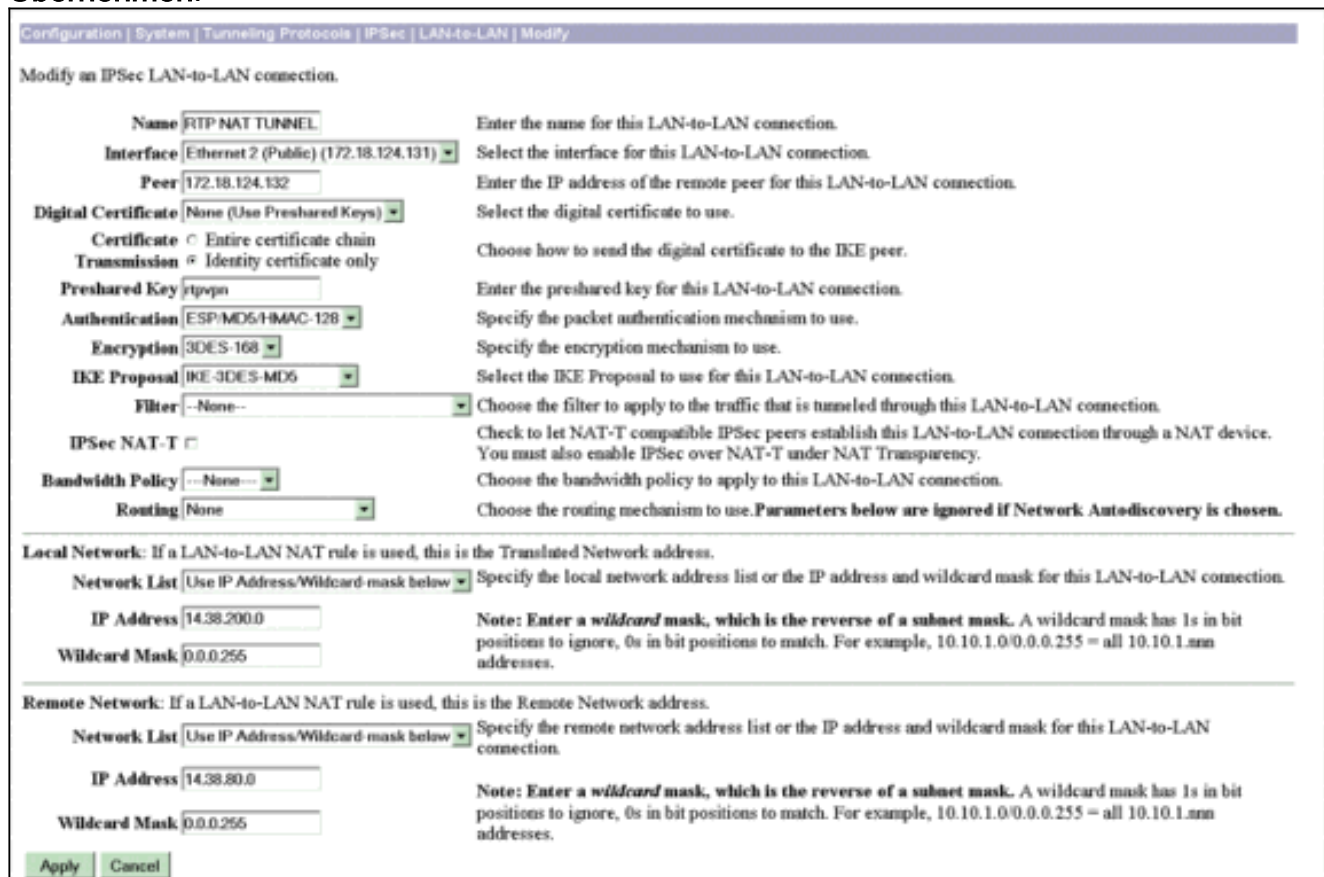 Configuration | System | Tunneling Protocols | IPSec | LAN-to-LAN | Modify
Modify an IPSec LAN-to-LAN connection.
Name RTP NAT TUNNEL Enter the name for this LAN-to-LAN connection.
Interface Ethernet 2 (Public) (172.18.124.131) Select the interface for this LAN-to-LAN connection.
Peer 172.18.124.132 Enter the IP address of the remote peer for this LAN-to-LAN connection.
Digital Certificate None (Use Preshared Keys) Select the digital certificate to use.
Certificate Transmission Entire certificate chain
Identity certificate only Choose how to send the digital certificate to the IKE peer.
Preshared Key rtpvpn Enter the preshared key for this LAN-to-LAN connection.
Authentication ESP/MD5/HMAC-128 Specify the packet authentication mechanism to use.
Encryption 3DES-168 Specify the encryption mechanism to use.
IKE Proposal IKE-3DES-MD5 Select the IKE Proposal to use for this LAN-to-LAN connection.
Filter --None-- Choose the filter to apply to the traffic that is tunneled through this LAN-to-LAN connection.
IPSec NAT-T Check to let NAT-T compatible IPSec peers establish this LAN-to-LAN connection through a NAT device.
You must also enable IPSec over NAT-T under NAT Transparency.
Bandwidth Policy ---None--- Choose the bandwidth policy to apply to this LAN-to-LAN connection.
Routing None Choose the routing mechanism to use.Parameters below are ignored if Network Autodiscovery is chosen.
Local Network: If a LAN-to-LAN NAT rule is used, this is the Translated Network address.
Network List Use IP Address/Wildcard-mask below Specify the local network address list or the IP address and wildcard mask for this LAN-to-LAN connection.
IP Address 14.38.200.0 Note: Enter a wildcard mask, which is the reverse of a subnet mask. A wildcard mask has 1s in bit
positions to ignore, 0s in bit positions to match. For example, 10.10.1.0/0.0.0.255 = all 10.10.1.nnn
Wildcard Mask 0.0.0.255 addresses.
Remote Network: If a LAN-to-LAN NAT rule is used, this is the Remote Network address.
Network List Use IP Address/Wildcard-mask below Specify the remote network address list or the IP address and wildcard mask for this LAN-to-LAN
connection.
IP Address 14.38.80.0 Note: Enter a wildcard mask, which is the reverse of a subnet mask. A wildcard mask has 1s in bit
positions to ignore, 0s in bit positions to match. For example, 10.10.1.0/0.0.0.255 = all 10.10.1.nnn
Wildcard Mask 0.0.0.255 addresses.
Apply Cancel